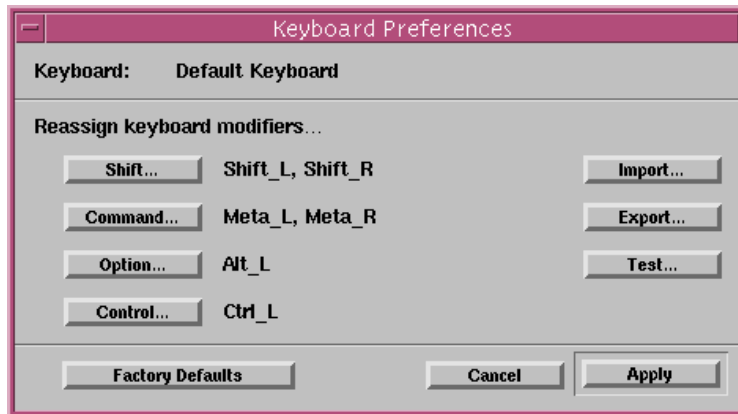 Keyboard Preferences
Keyboard: Default Keyboard
Reassign keyboard modifiers...
Shift... Shift_L, Shift_R Import...
Command... Meta_L, Meta_R Export...
Option... Alt_L Test...
Control... Ctrl_L
Factory Defaults Cancel Apply